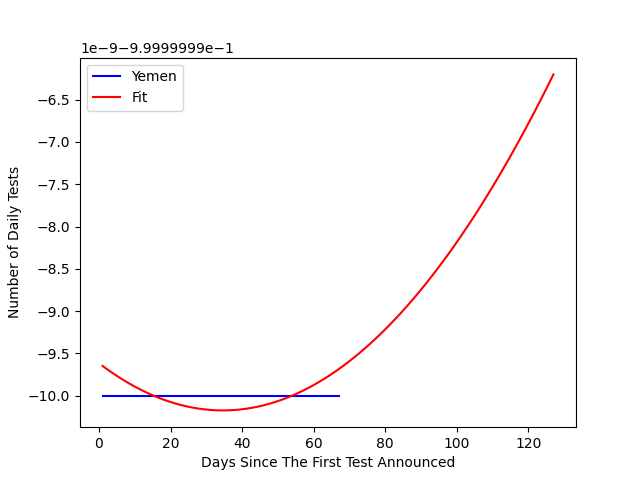 1e−9−9.9999999e−1
Yemen
Fit
Number of Daily Tests
−6.5
−7.0
−7.5
−8.0
−8.5
−9.0
−9.5
−10.0
0 20 40 60 80 100 120
Days Since The First Test Announced